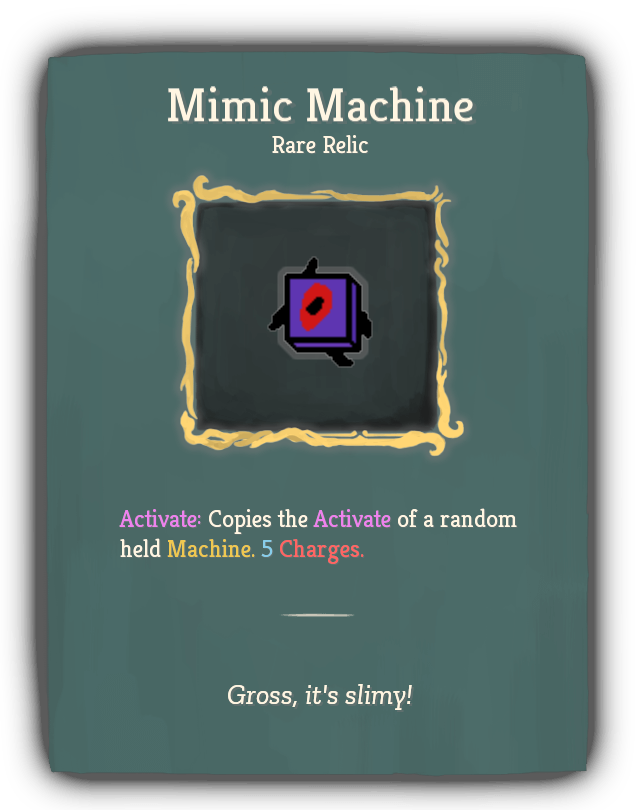 Mimic Machine
Rare Relic
Activate: Copies the Activate of a random
held Machine. 5 Charges.
Gross, it's slimy!